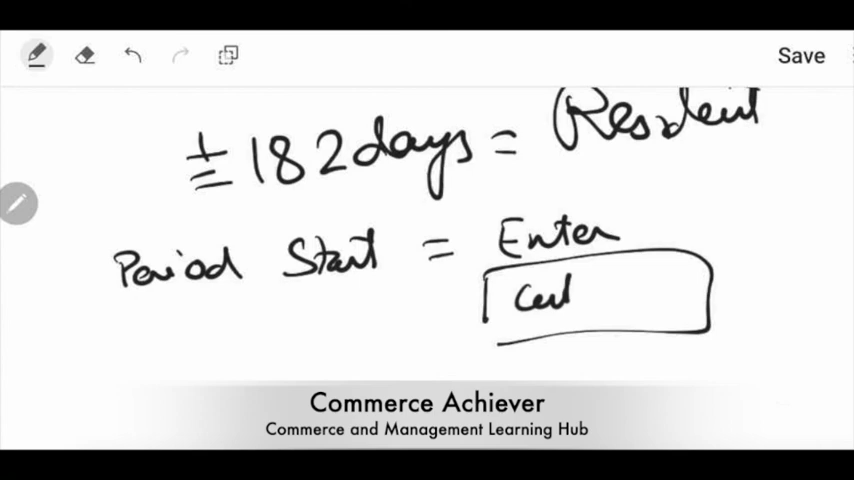 Save
± 182 days = Resident
Period Start = Enter
Commerce Achiever
Commerce and Management Learning Hub